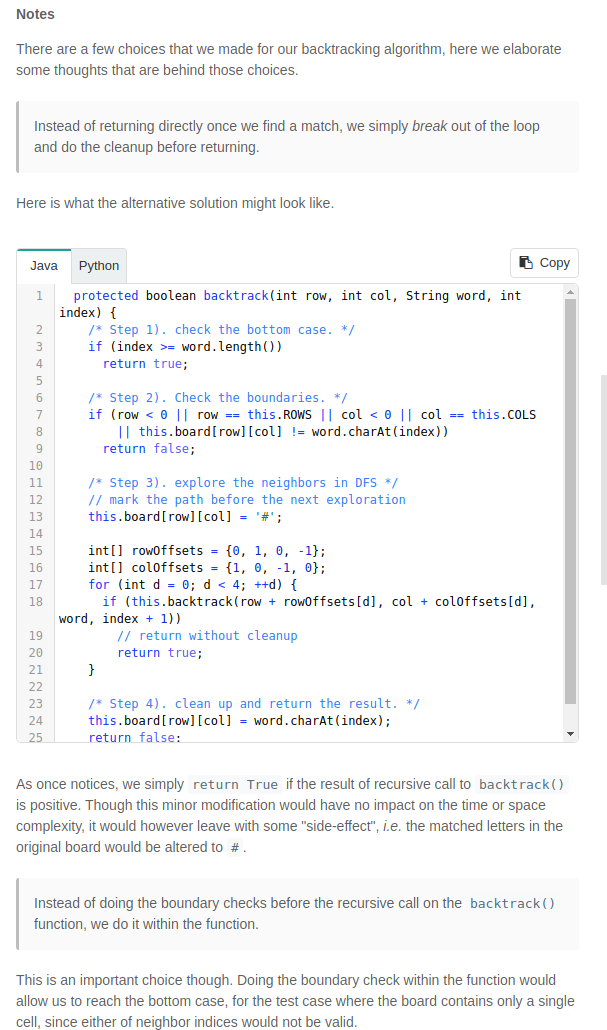 Notes
There are a few choices that we made for our backtracking algorithm, here we elaborate
some thoughts that are behind those choices.
Instead of returning directly once we find a match, we simply break out of the loop
and do the cleanup before returning.
Here is what the alternative solution might look like.
Java Python Copy
1 protected boolean backtrack(int row, int col, String word, int
index) {
2 /* Step 1). check the bottom case. */
3 if (index >= word.length())
4 return true;
5
6 /* Step 2). Check the boundaries. */
7 if (row < 0 || row == this.ROWS || col < 0 || col == this.COLS
8 || this.board[row][col] != word.charAt(index))
9 return false;
10
11 /* Step 3). explore the neighbors in DFS */
12 // mark the path before the next exploration
13 this.board[row][col] = '#';
14
15 int[] rowOffsets = {0, 1, 0, -1};
16 int[] colOffsets = {1, 0, -1, 0};
17 for (int d = 0; d < 4; ++d) {
18 if (this.backtrack(row + rowOffsets[d], col + colOffsets[d],
word, index + 1))
19 // return without cleanup
20 return true;
21 }
22
23 /* Step 4). clean up and return the result. */
24 this.board[row][col] = word.charAt(index);
25 return false;
As once notices, we simply return True if the result of recursive call to backtrack()
is positive. Though this minor modification would have no impact on the time or space
complexity, it would however leave with some "side-effect", i.e. the matched letters in the
original board would be altered to # .
Instead of doing the boundary checks before the recursive call on the backtrack()
function, we do it within the function.
This is an important choice though. Doing the boundary check within the function would
allow us to reach the bottom case, for the test case where the board contains only a single
cell, since either of neighbor indices would not be valid.